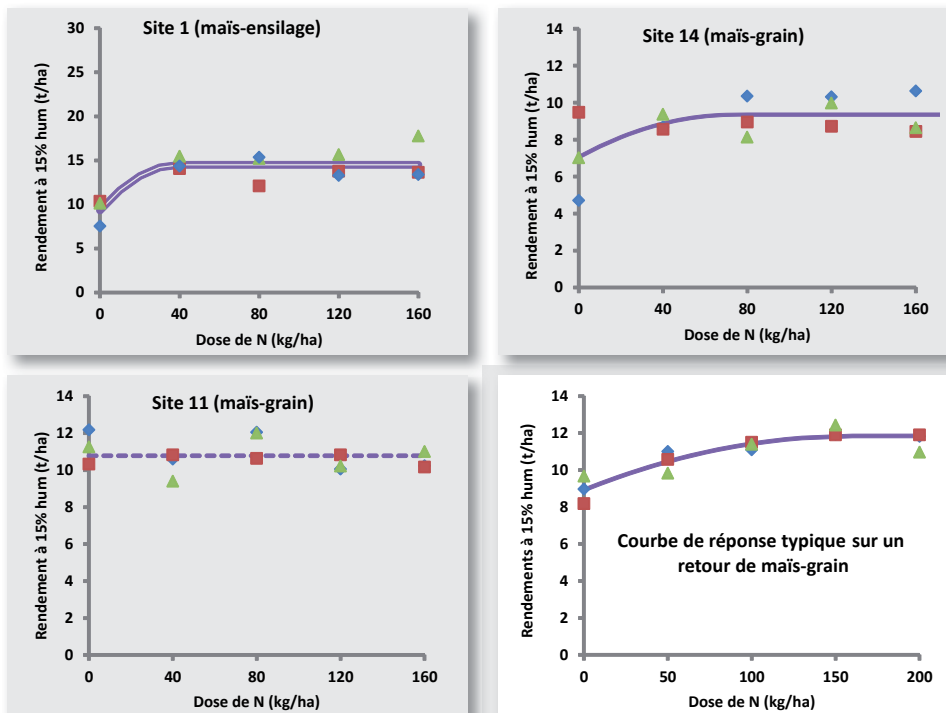 Site 1 (maïs-ensilage)
Rendement à 15% hum (t/ha)
30
25
20
15
10
5
0
0 40 80 120 160
Dose de N (kg/ha)
Site 14 (maïs-grain)
Rendement à 15% hum (t/ha)
14
12
10
8
6
4
2
0
0 40 80 120 160
Dose de N (kg/ha)
Site 11 (maïs-grain)
Rendement à 15% hum (t/ha)
14
12
10
8
6
4
2
0
0 40 80 120 160
Dose de N (kg/ha)
Rendements à 15% hum (t/ha)
14
12
10
8
6
4
2
0
Courbe de réponse typique sur un
retour de maïs-grain
0 50 100 150 200
Dose de N (kg/ha)